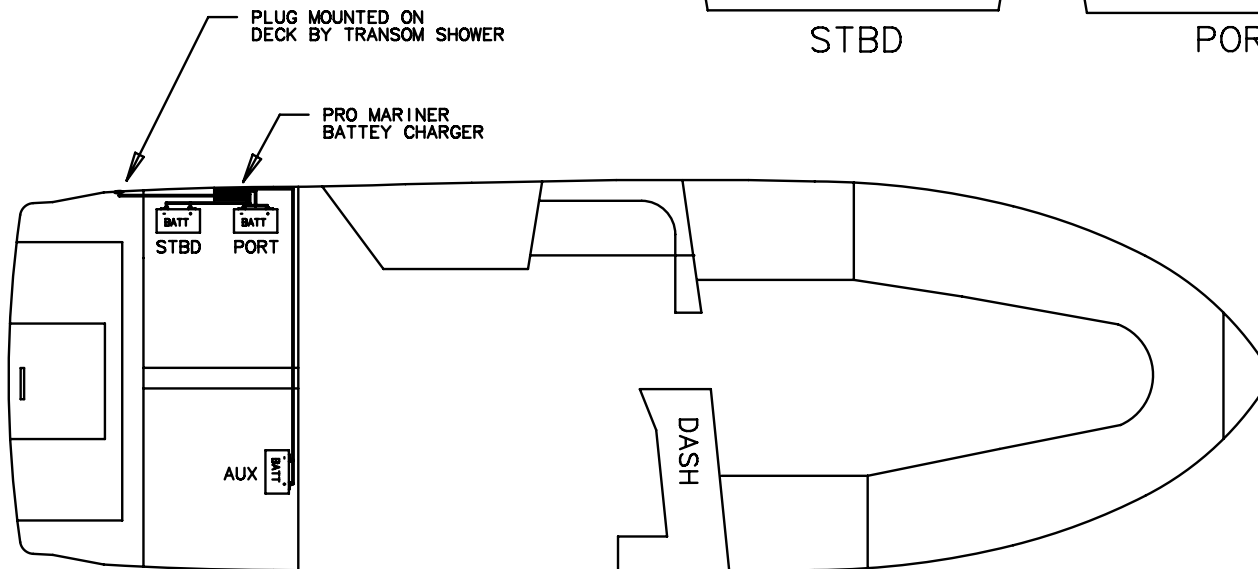 PLUG MOUNTED ON
DECK BY TRANSOM SHOWER
STBD
POR
PRO MARINER
BATTEY CHARGER
BATT
BATT
STBD
PORT
AUX
BATT
DASH